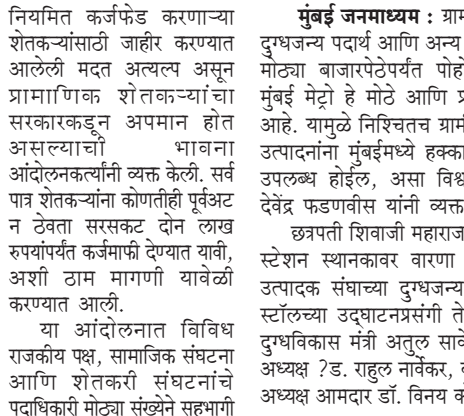 नियमित कर्जफेड करणाऱ्या
शेतकऱ्यांसाठी जाहीर करण्यात
आलेली मदत अत्यल्प असून
प्रामाणिक शेतकऱ्यांचा
सरकारकडून अपमान होत
असल्याची भावना
आंदोलनकर्त्यांनी व्यक्त केली. सर्व
पात्र शेतकऱ्यांना कोणतीही पूर्वअट
न ठेवता सरसकट दोन लाख
रुपयांपर्यंत कर्जमाफी देण्यात यावी,
अशी ठाम मागणी यावेळी
करण्यात आली.
या आंदोलनात विविध
राजकीय पक्ष, सामाजिक संघटना
आणि शेतकरी संघटनांचे
पदाधिकारी मोठ्या संख्येने सहभागी
मुंबई जनमाध्यम :
दुग्धजन्य पदार्थ आणि अन्य
मोठ्या बाजारपेठेपर्यंत
मुंबई मेट्रो हे मोठे आणि
आहे. यामुळे निश्चितच
उत्पादनांना मुंबईमध्ये
उपलब्ध होईल, असा
देवेंद्र फडणवीस यांनी व्यक्त
छत्रपती शिवाजी महाराज
स्टेशन स्थानकावर वारणा
उत्पादक संघाच्या दुग्धजन्य
स्टॉलच्या उद्घाटनप्रसंगी
दुग्धविकास मंत्री अतुल
अध्यक्ष ?ड. राहुल नार्वेकर,
अध्यक्ष आमदार डॉ. विनय